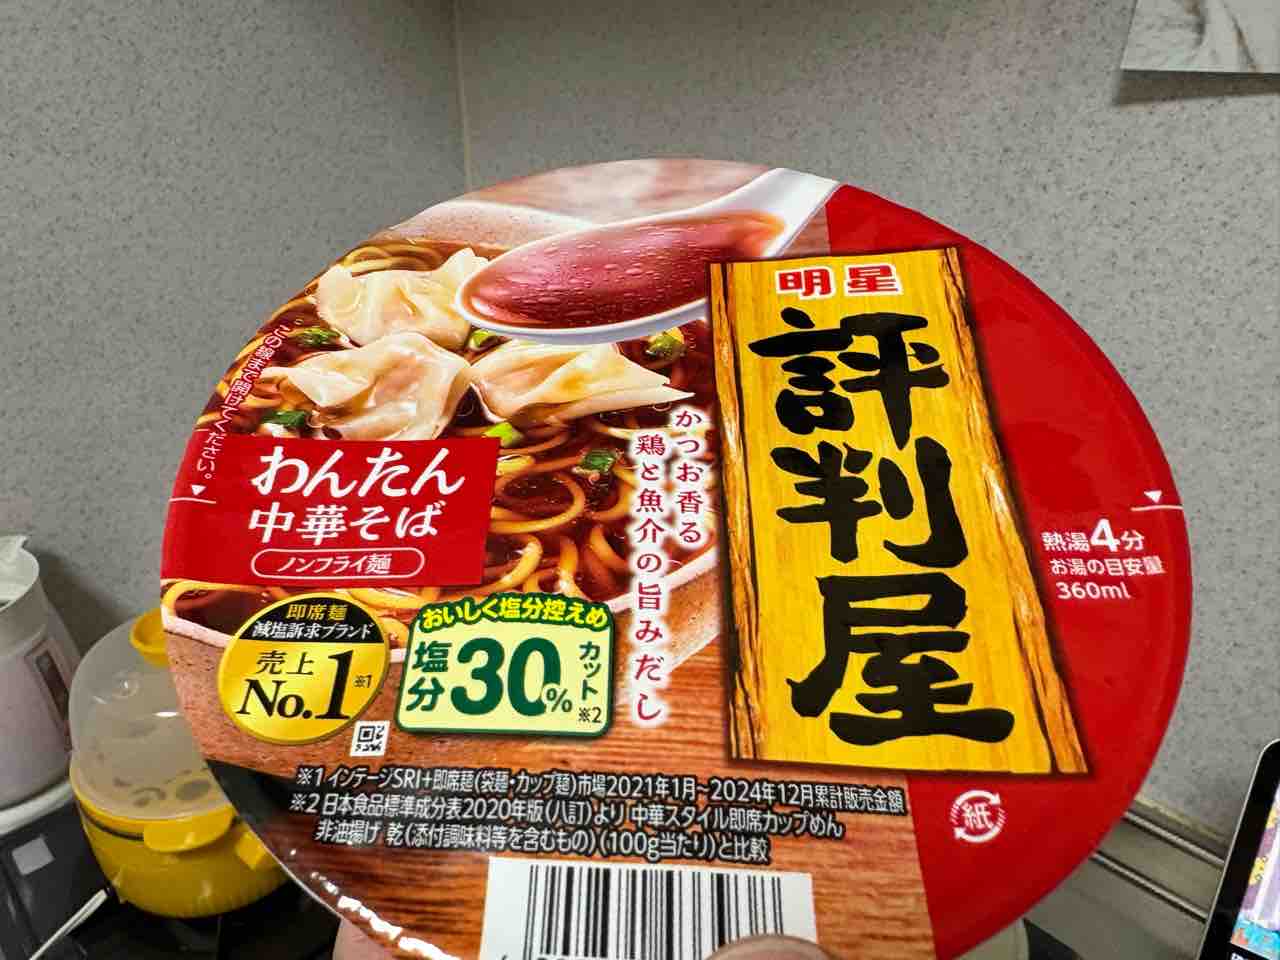 明星
評判屋
かつお香る
鶏と魚介の旨みだし
この線まで開けてください。
わんたん
中華そば
ノンフライ麺
熱湯4分
お湯の目安量
360ml
即席麺
減塩訴求ブランド
売上
No.1※1
おいしく塩分控えめ
塩分30%カット※2
※1 インテージSRI+即席麺(袋麺・カップ麺)市場2021年1月~2024年12月累計販売金額
※2 日本食品標準成分表2020年版(八訂)より 中華スタイル即席カップめん
非油揚げ 乾(添付調味料等を含むもの)(100g当たり)と比較
紙